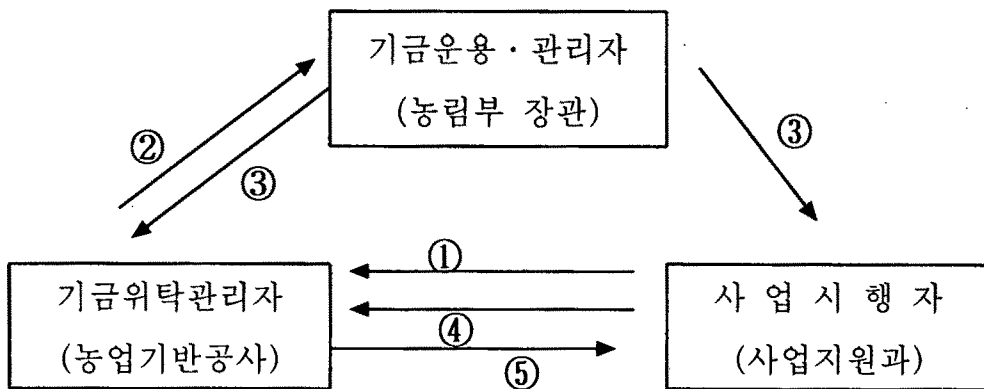 기금운용·관리자
(농림부 장관)
②
③
③
①
기금위탁관리자
(농업기반공사)
④
⑤
사 업 시 행 자
(사업지원과)